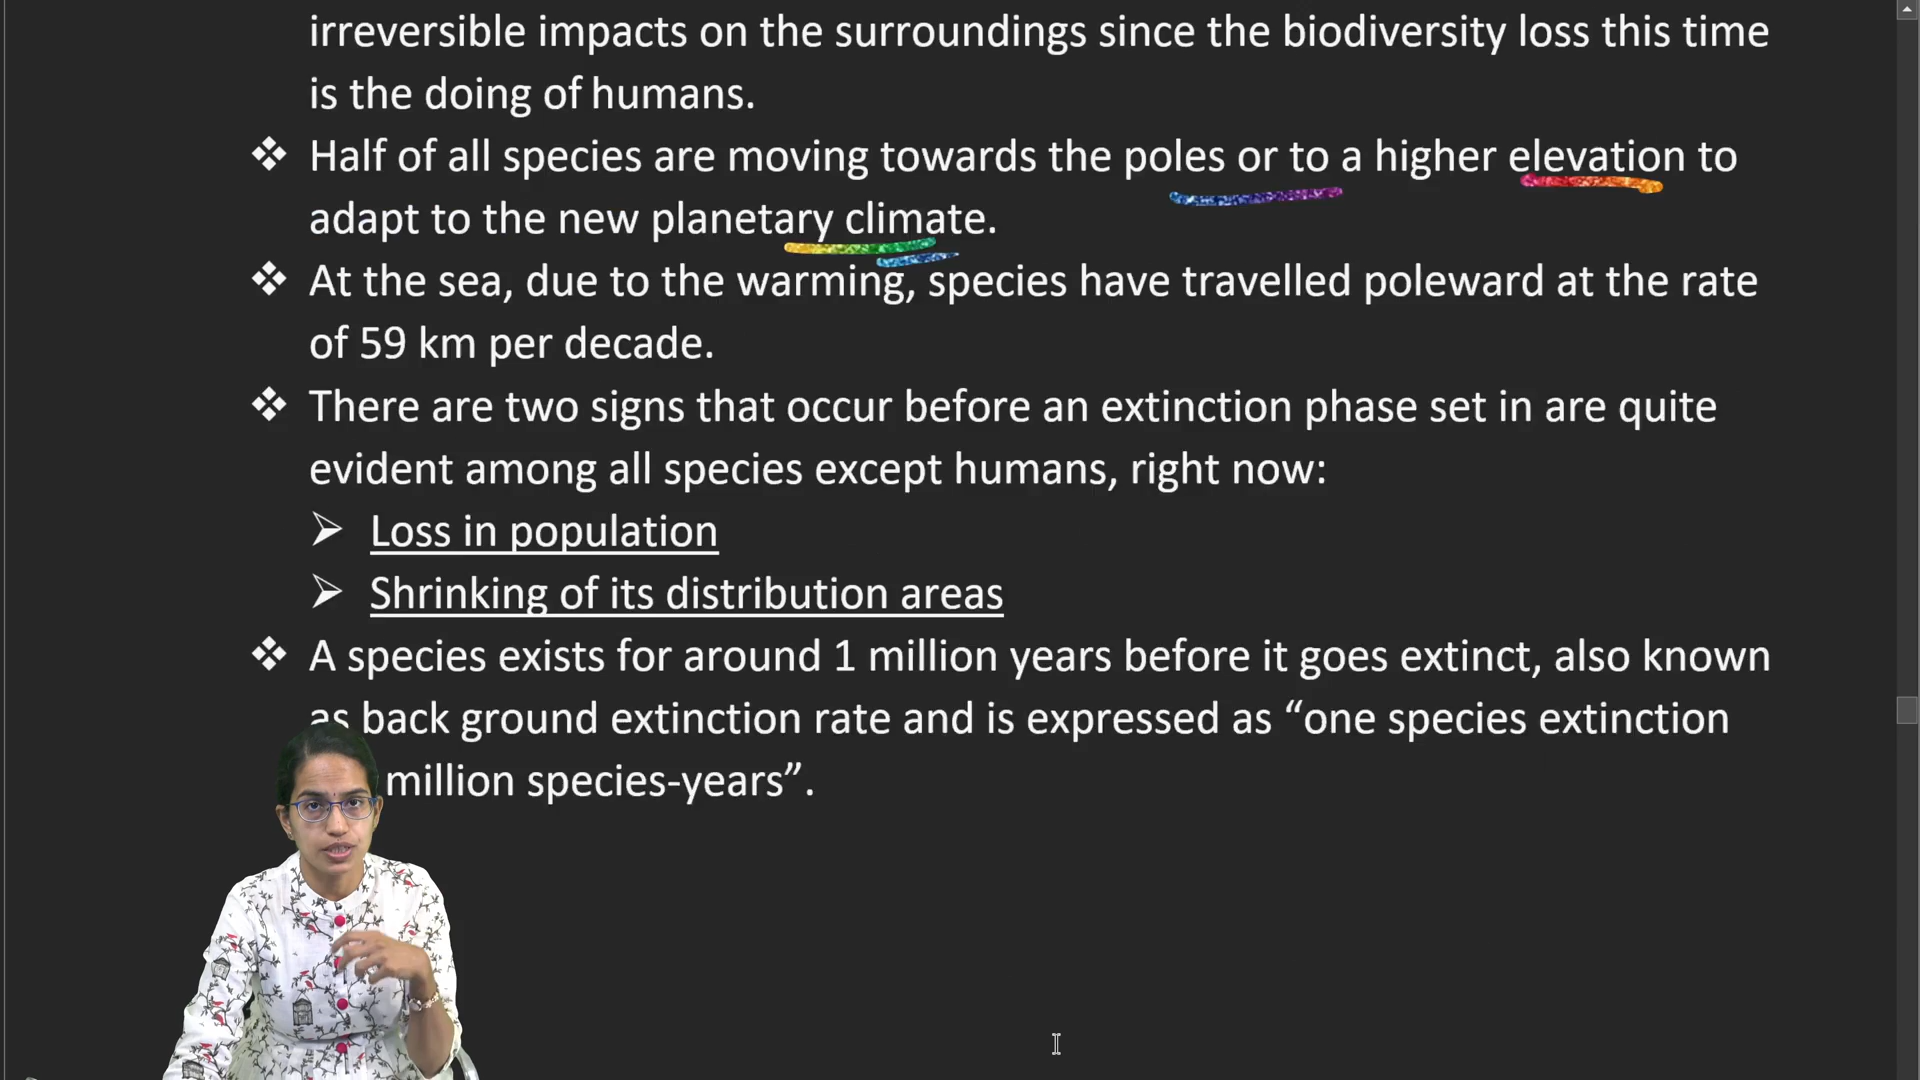 irreversible impacts on the surroundings since the biodiversity loss this time
is the doing of humans.
❖ Half of all species are moving towards the poles or to a higher elevation to
adapt to the new planetary climate.
❖ At the sea, due to the warming, species have travelled poleward at the rate
of 59 km per decade.
❖ There are two signs that occur before an extinction phase set in are quite
evident among all species except humans, right now:
➢ Loss in population
➢ Shrinking of its distribution areas
❖ A species exists for around 1 million years before it goes extinct, also known
as back ground extinction rate and is expressed as “one species extinction
million species-years”.